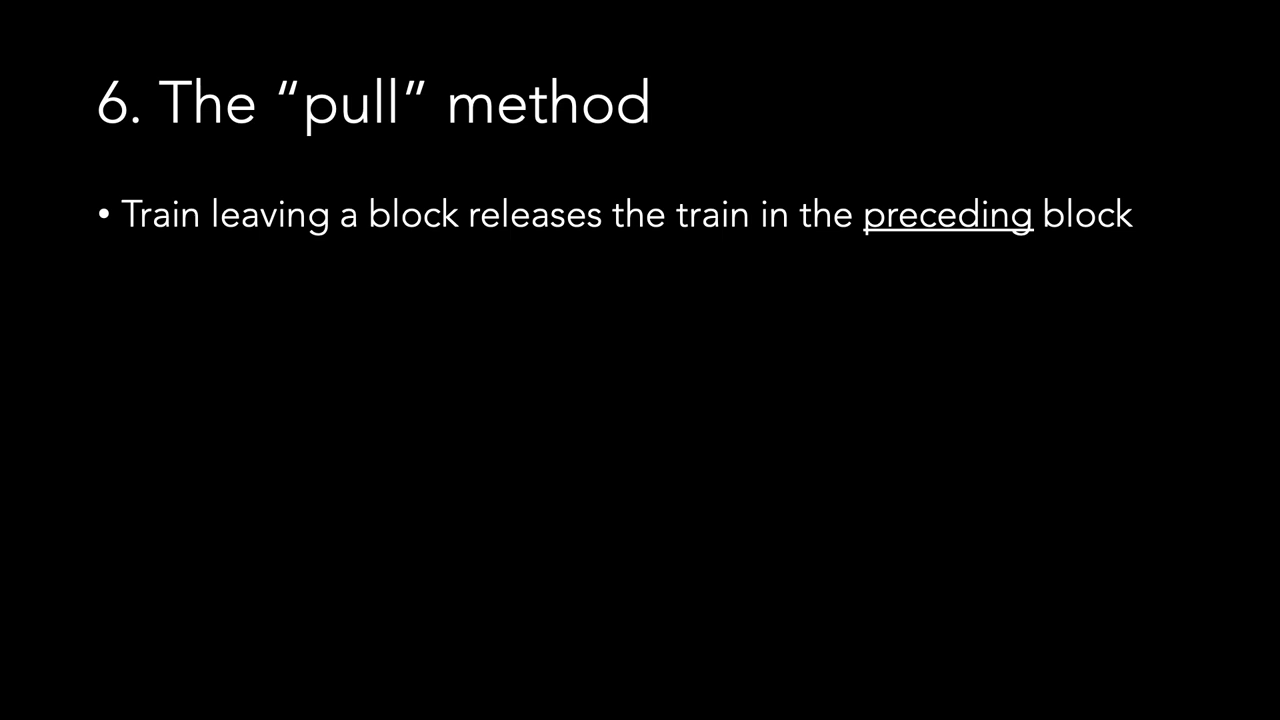 6. The “pull” method
• Train leaving a block releases the train in the preceding block